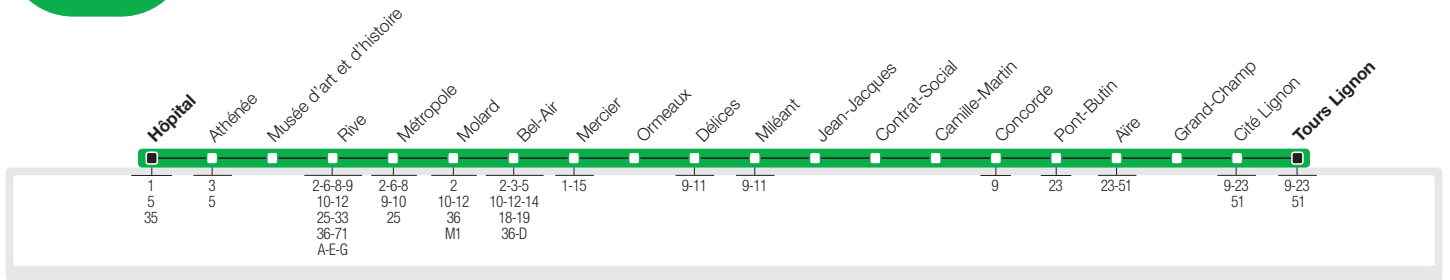 Hôpital
Athénée
Musée d'art et d'histoire
Rive
Métropole
Molard
Bel-Air
Mercier
Ormeaux
Délices
Miléant
Jean-Jacques
Contrat-Social
Camille-Martin
Concorde
Pont-Butin
Aïre
Grand-Champ
Cité Lignon
Tours Lignon
1
5
35
3
5
2-6-8-9
10-12
25-33
36-71
A-E-G
2-6-8
9-10
25
2
10-12
36
M1
2-3-5
10-12-14
18-19
36-D
1-15
9-11
9-11
9
23
23-51
9-23
51
9-23
51